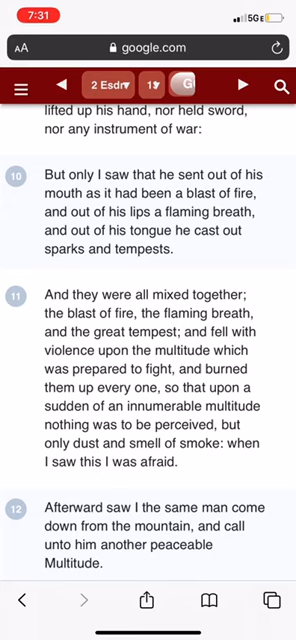 7:31
5GE
AA google.com
2 Esdr 13 G
lifted up his hand, nor held sword,
nor any instrument of war:
10 But only I saw that he sent out of his
mouth as it had been a blast of fire,
and out of his lips a flaming breath,
and out of his tongue he cast out
sparks and tempests.
11 And they were all mixed together;
the blast of fire, the flaming breath,
and the great tempest; and fell with
violence upon the multitude which
was prepared to fight, and burned
them up every one, so that upon a
sudden of an innumerable multitude
nothing was to be perceived, but
only dust and smell of smoke: when
I saw this I was afraid.
12 Afterward saw I the same man come
down from the mountain, and call
unto him another peaceable
Multitude.